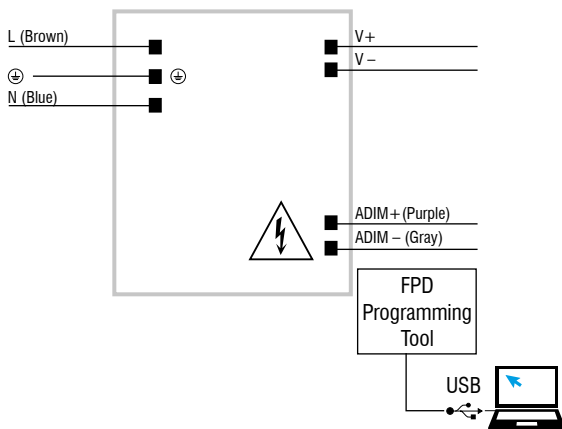 L (Brown)
N (Blue)
V+
V –
ADIM+ (Purple)
ADIM – (Gray)
FPD
Programming
Tool
USB